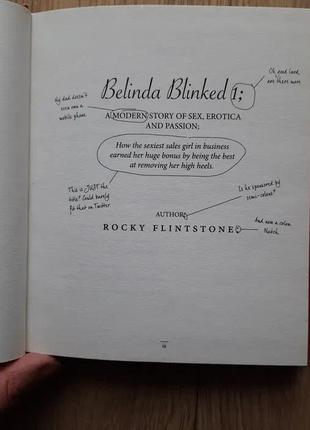 My dad doesn't
even own a
mobile phone.
Oh good lord,
are there more
Belinda Blinked 1;
A MODERN STORY OF SEX, EROTICA
AND PASSION;
How the sexiest sales girl in business
earned her huge bonus by being the best
at removing her high heels.
This is JUST the
title? Could barely
fit that on Twitter.
Is he sponsored by
semi-colons?
AUTHOR;
ROCKY FLINTSTONE:
And now a colon.
Natch.